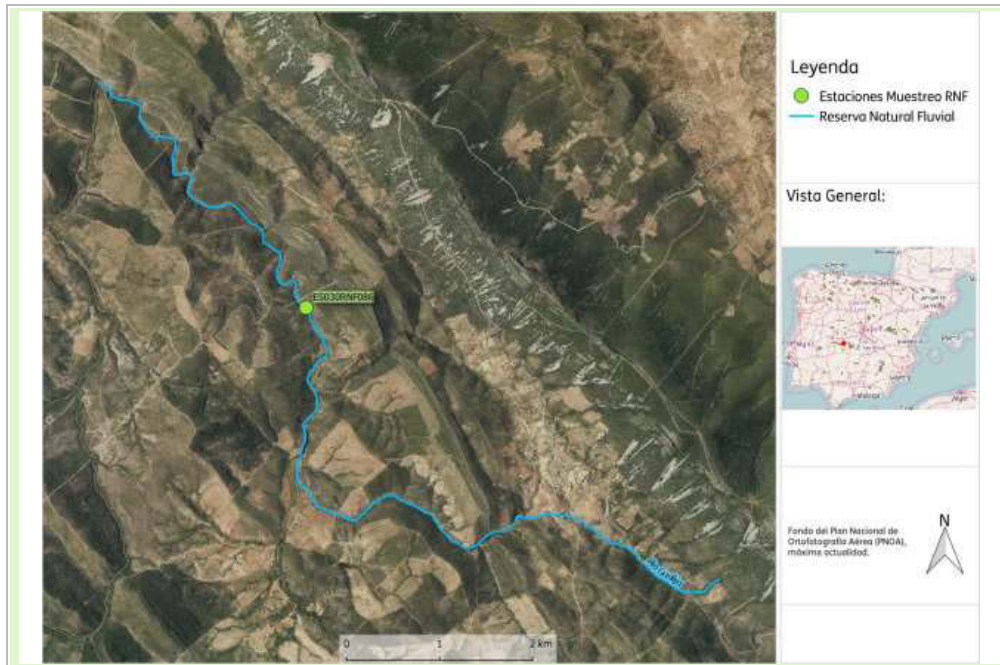 Leyenda
Estaciones Muestreo RNF
Reserva Natural Fluvial
Vista General:
ES030RNF086
Fondo del Plan Nacional de
Ortofotografía Aérea (PNOA),
máxima actualidad.
N
0 1 2 km